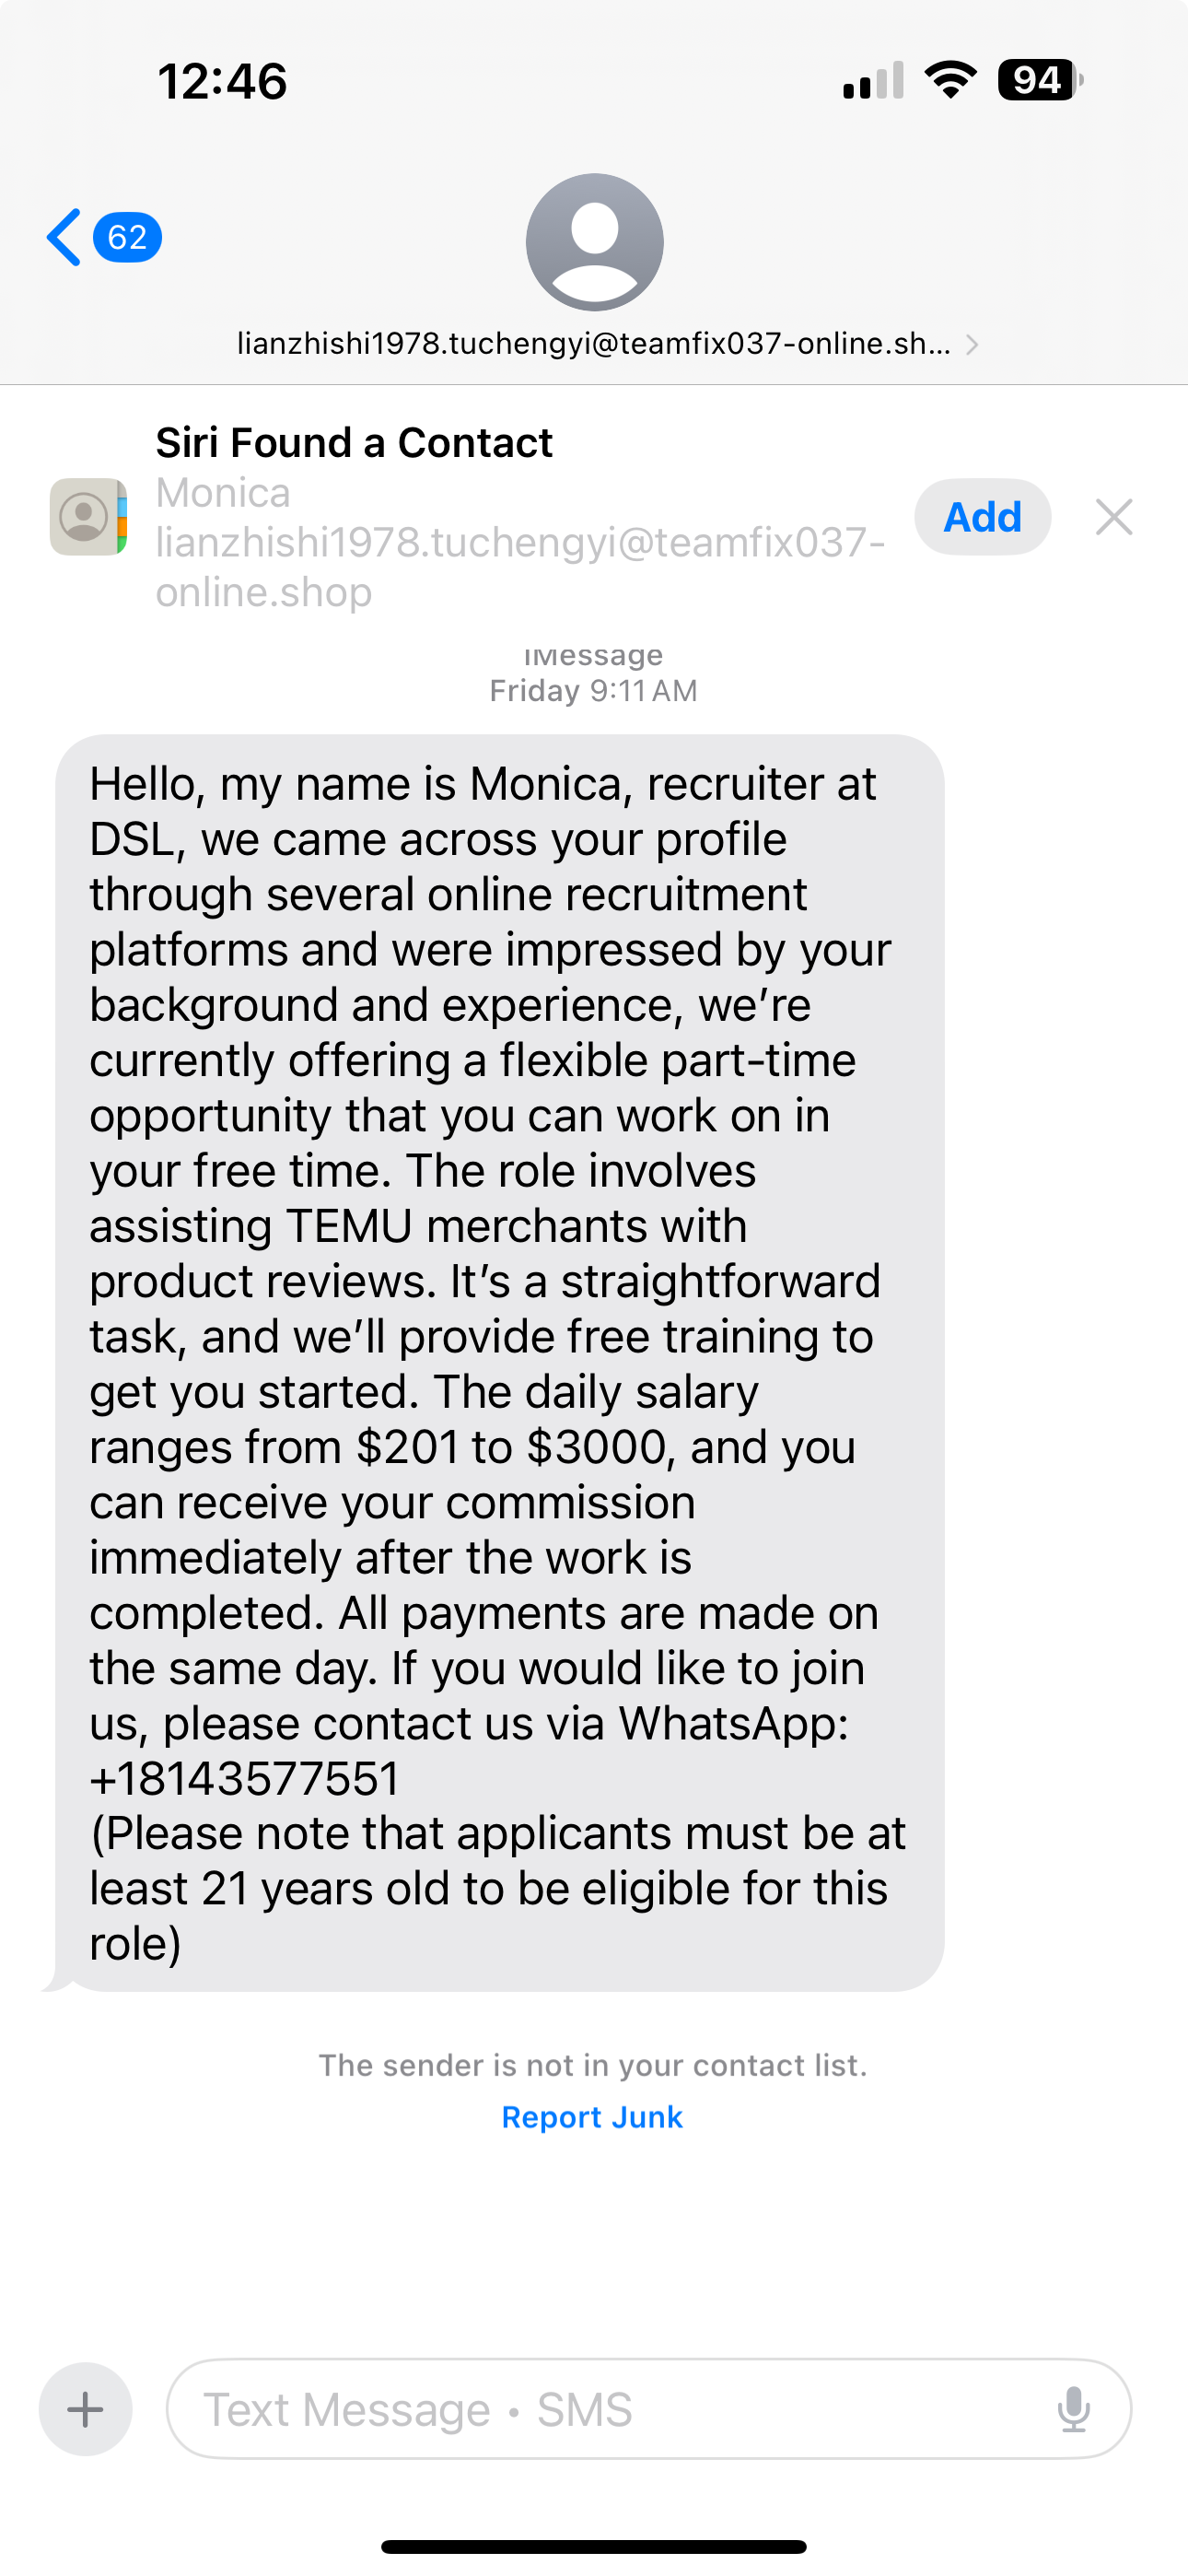 12:46
94
62
lianzhishi1978.tuchengyi@teamfix037-online.sh...
Siri Found a Contact
Monica
lianzhishi1978.tuchengyi@teamfix037-
online.shop
Add
iMessage
Friday 9:11 AM
Hello, my name is Monica, recruiter at
DSL, we came across your profile
through several online recruitment
platforms and were impressed by your
background and experience, we’re
currently offering a flexible part-time
opportunity that you can work on in
your free time. The role involves
assisting TEMU merchants with
product reviews. It’s a straightforward
task, and we’ll provide free training to
get you started. The daily salary
ranges from $201 to $3000, and you
can receive your commission
immediately after the work is
completed. All payments are made on
the same day. If you would like to join
us, please contact us via WhatsApp:
+18143577551
(Please note that applicants must be at
least 21 years old to be eligible for this
role)
The sender is not in your contact list.
Report Junk
Text Message • SMS